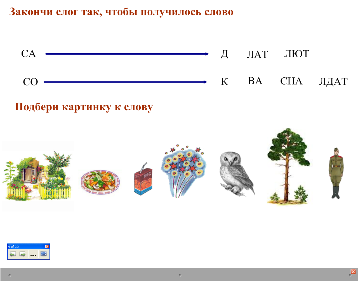 Закончи слог так, чтобы получилось слово
СА Д ЛАТ ЛЮТ
СО К ВА СНА ЛДАТ
Подбери картинку к слову